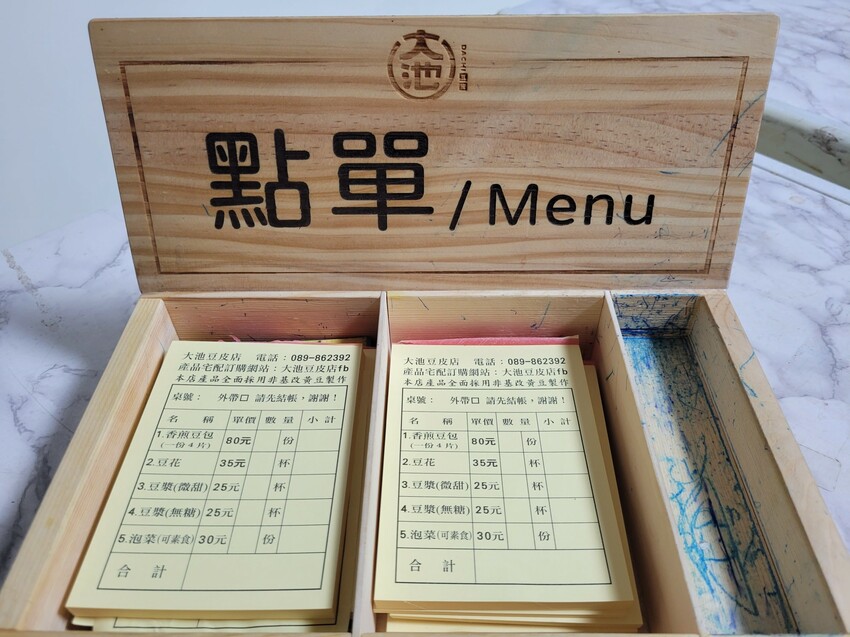 大池
點單 / Menu
大池豆皮店 電話：089-862392
產品宅配訂購網站：大池豆皮店fb
本店產品全面採用非基改黃豆製作
桌號： 外帶□ 請先結帳，謝謝！
名稱 單價 數量 小計
1.香煎豆包 80元 份
(一份4片)
2.豆花 35元 杯
3.豆漿(微甜) 25元 杯
4.豆漿(無糖) 25元 杯
5.泡菜(可素食) 30元 份
合計
大池豆皮店 電話：089-862392
產品宅配訂購網站：大池豆皮店fb
本店產品全面採用非基改黃豆製作
桌號： 外帶□ 請先結帳，謝謝！
名稱 單價 數量 小計
1.香煎豆包 80元 份
(一份4片)
2.豆花 35元 杯
3.豆漿(微甜) 25元 杯
4.豆漿(無糖) 25元 杯
5.泡菜(可素食) 30元 份
合計